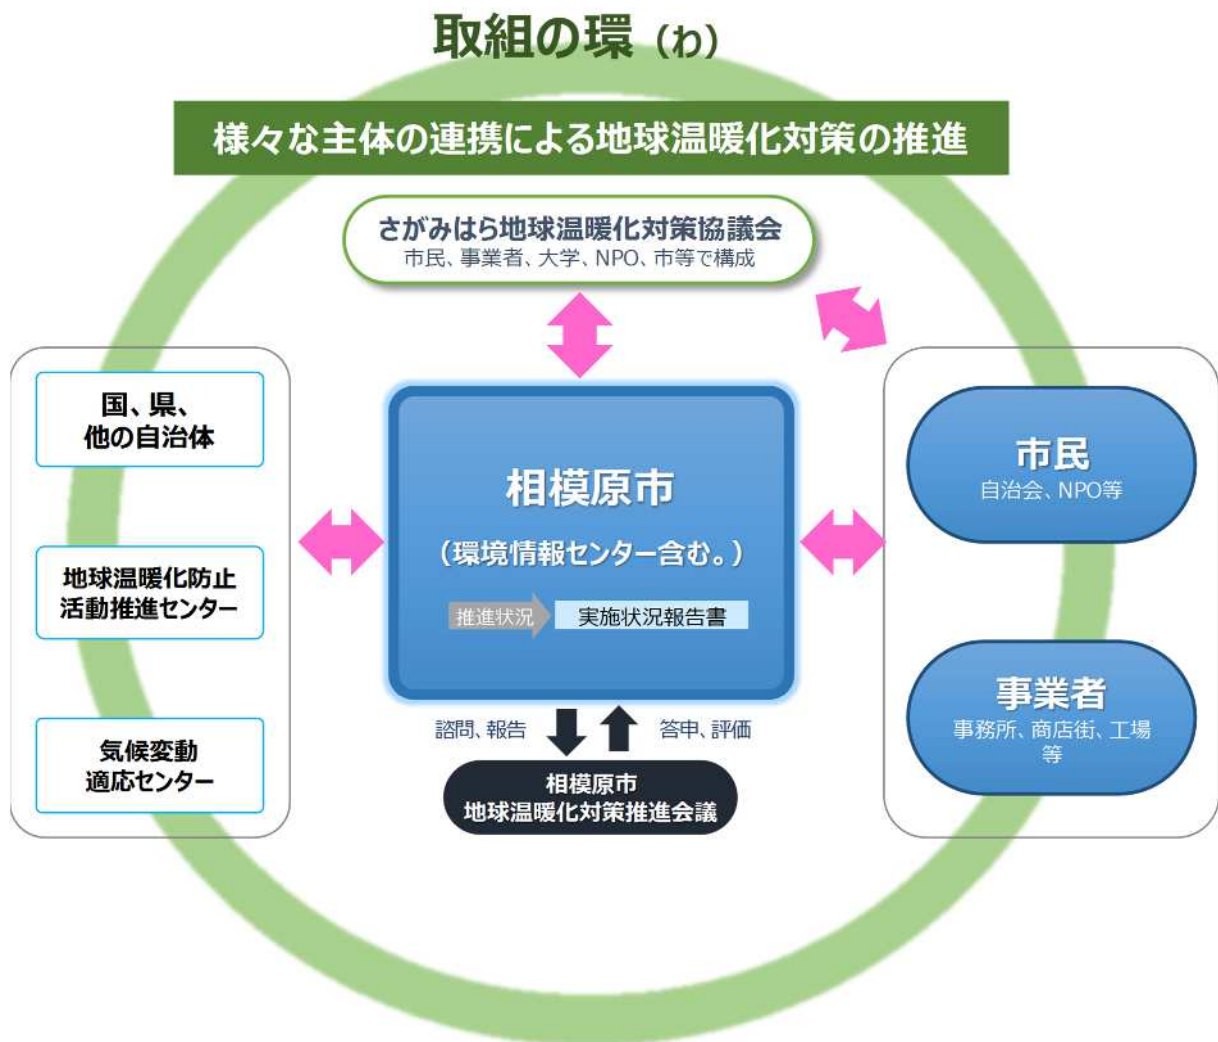 取組の環(わ)
様々な主体の連携による地球温暖化対策の推進
さがみはら地球温暖化対策協議会
市民、事業者、大学、NPO、市等で構成
国、県、
他の自治体
地球温暖化防止
活動推進センター
気候変動
適応センター
相模原市
(環境情報センター含む。)
推進状況
実施状況報告書
諮問、報告
答申、評価
相模原市
地球温暖化対策推進会議
市民
自治会、NPO等
事業者
事務所、商店街、工場
等